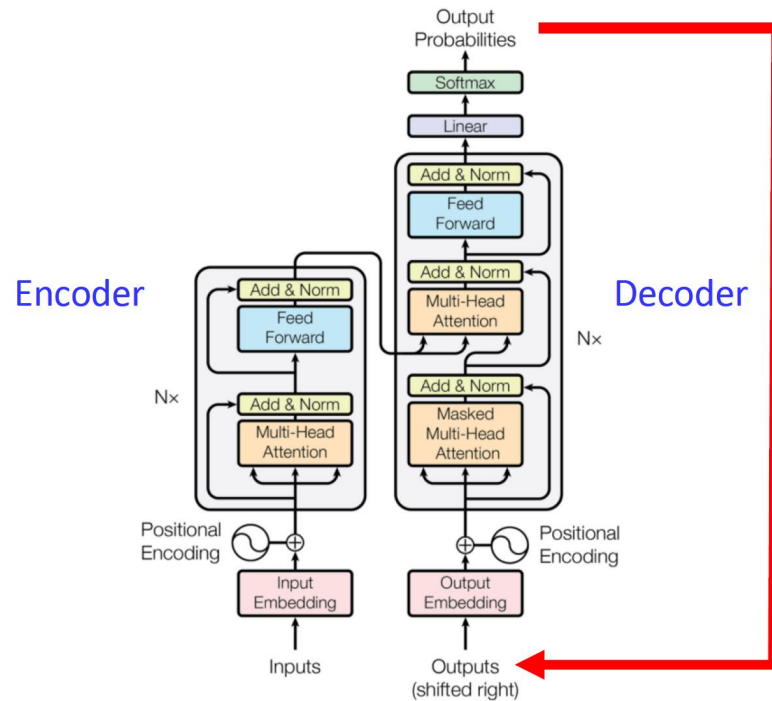 Output
Probabilities
Softmax
Linear
Add & Norm
Feed
Forward
Add & Norm
Multi-Head
Attention
Add & Norm
Masked
Multi-Head
Attention
Nx
Decoder
Encoder
Add & Norm
Feed
Forward
Nx
Add & Norm
Multi-Head
Attention
Positional
Encoding
Positional
Encoding
Input
Embedding
Output
Embedding
Inputs
Outputs
(shifted right)